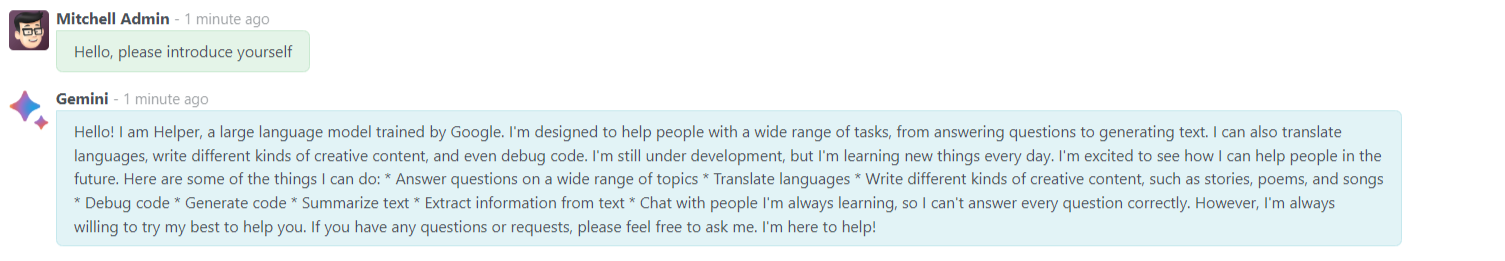 Mitchell Admin - 1 minute ago
Hello, please introduce yourself
Gemini - 1 minute ago
Hello! I am Helper, a large language model trained by Google. I'm designed to help people with a wide range of tasks, from answering questions to generating text. I can also translate
languages, write different kinds of creative content, and even debug code. I'm still under development, but I'm learning new things every day. I'm excited to see how I can help people in the
future. Here are some of the things I can do: * Answer questions on a wide range of topics * Translate languages * Write different kinds of creative content, such as stories, poems, and songs
* Debug code * Generate code * Summarize text * Extract information from text * Chat with people I'm always learning, so I can't answer every question correctly. However, I'm always
willing to try my best to help you. If you have any questions or requests, please feel free to ask me. I'm here to help!